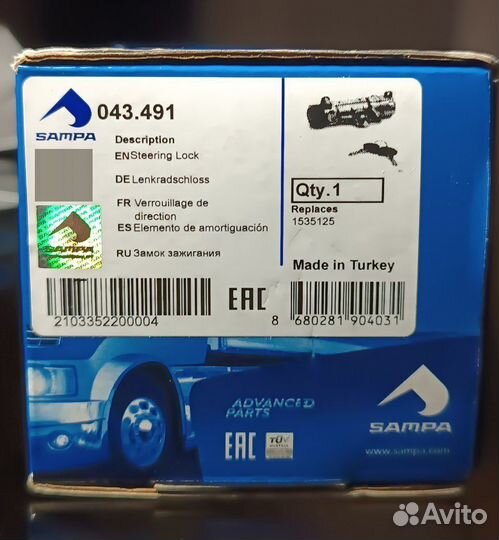 SAMPA
043.491
Description
EN Steering Lock
DE Lenkradschloss
FR Verrouillage de
direction
ES Elemento de amortiguación
RU Замок зажигания
SAMPA
Qty.1
Replaces
1535125
Made in Turkey
2103352200004
EAC
8 680281 904031
ADVANCED
PARTS
EAC
TÜV
SAMPA
www.sampa.com
Avito